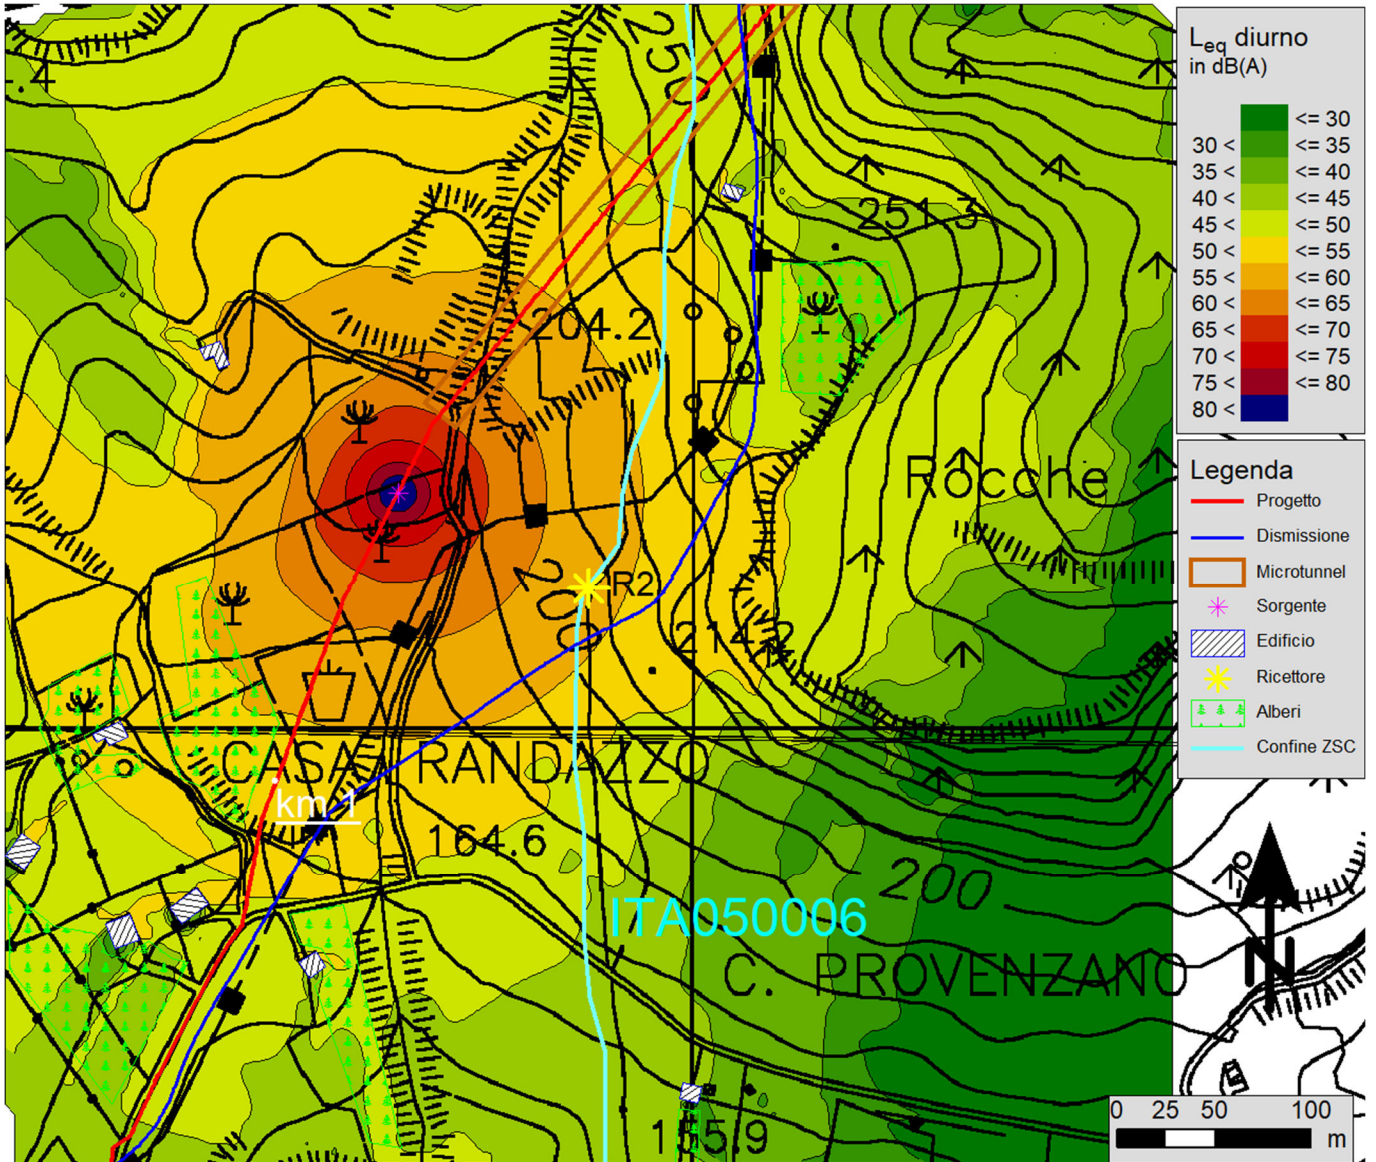 . 4
250
251.3
204.2
Rocche
200
R2
214.2
CASA RANDAZZO
km 1
164.6
200
ITA050006
C. PROVENZANO
155.9
Leq diurno
in dB(A)
<= 30
30 < <= 35
35 < <= 40
40 < <= 45
45 < <= 50
50 < <= 55
55 < <= 60
60 < <= 65
65 < <= 70
70 < <= 75
75 < <= 80
80 <
Legenda
Progetto
Dismissione
Microtunnel
Sorgente
Edificio
Ricettore
Alberi
Confine ZSC
N
0 25 50 100
m